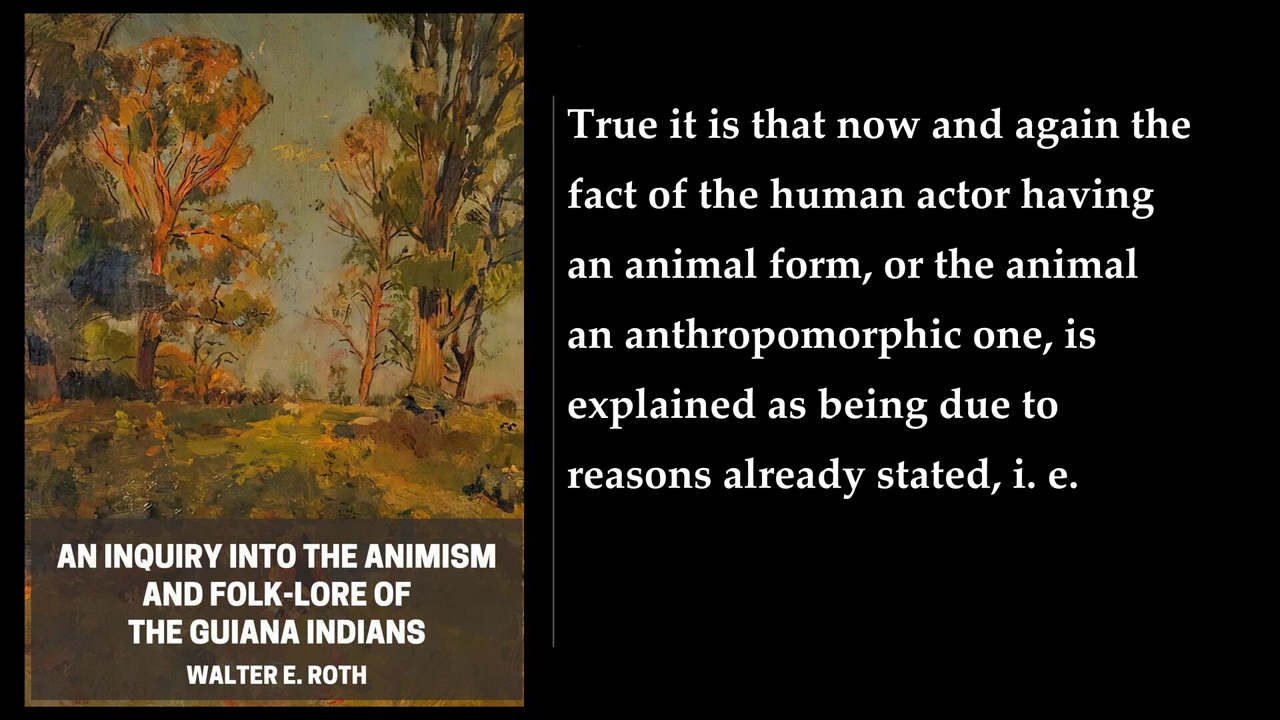 True it is that now and again the
fact of the human actor having
an animal form, or the animal
an anthropomorphic one, is
explained as being due to
reasons already stated, i. e.
AN INQUIRY INTO THE ANIMISM
AND FOLK-LORE OF
THE GUIANA INDIANS
WALTER E. ROTH